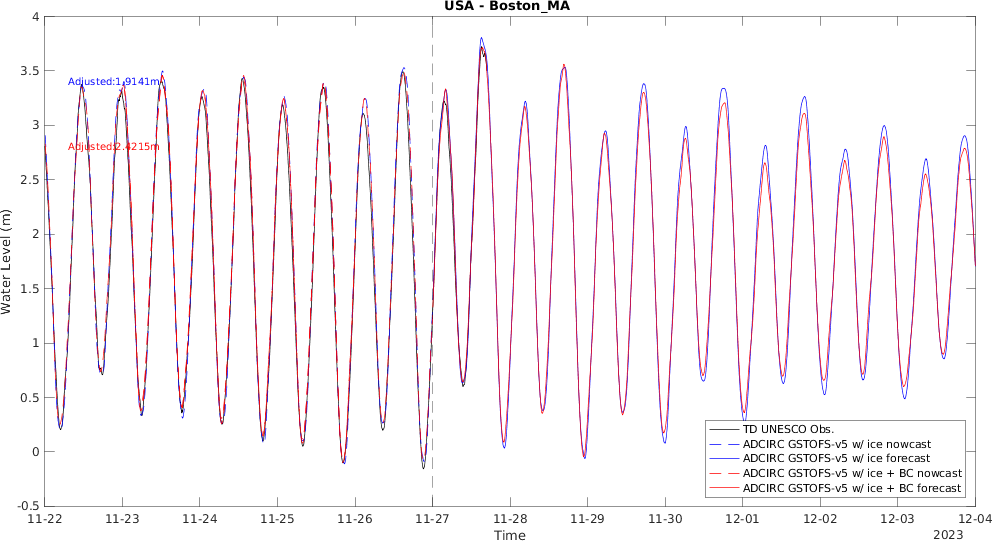 USA - Boston_MA
4
3.5
3
2.5
2
1.5
1
0.5
0
-0.5
Water Level (m)
Adjusted:1.9141m
Adjusted:2.4215m
TD UNESCO Obs.
ADCIRC GSTOFS-v5 w/ ice nowcast
ADCIRC GSTOFS-v5 w/ ice forecast
ADCIRC GSTOFS-v5 w/ ice + BC nowcast
ADCIRC GSTOFS-v5 w/ ice + BC forecast
11-22 11-23 11-24 11-25 11-26 11-27 11-28 11-29 11-30 12-01 12-02 12-03 12-04
Time
2023